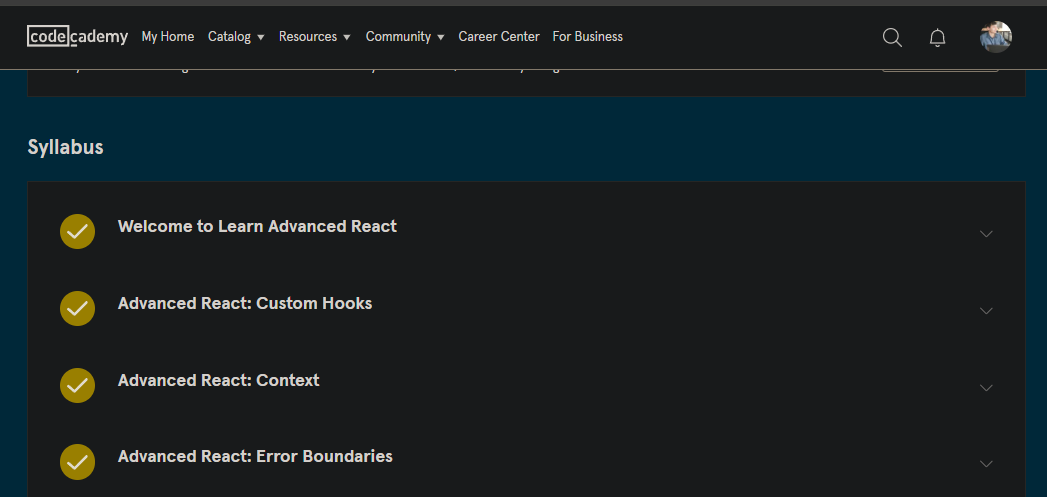 codecademy My Home Catalog Resources Community Career Center For Business
Syllabus
Welcome to Learn Advanced React
Advanced React: Custom Hooks
Advanced React: Context
Advanced React: Error Boundaries